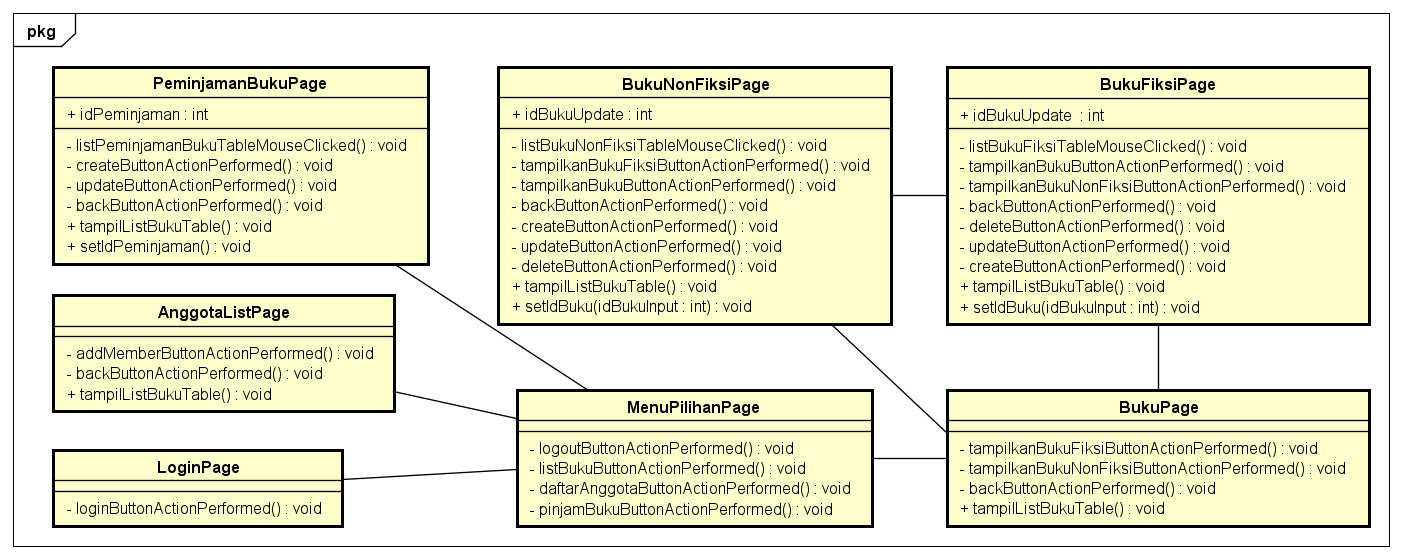 pkg
PeminjamanBukuPage
+ idPeminjaman : int
- listPeminjamanBukuTableMouseClicked() : void
- createButtonActionPerformed() : void
- updateButtonActionPerformed() : void
- backButtonActionPerformed() : void
+ tampilListBukuTable() : void
+ setIdPeminjaman() : void
BukuNonFiksiPage
+ idBukuUpdate : int
- listBukuNonFiksiTableMouseClicked() : void
- tampilkanBukuFiksiButtonActionPerformed() : void
- tampilkanBukuButtonActionPerformed() : void
- backButtonActionPerformed() : void
- createButtonActionPerformed() : void
- updateButtonActionPerformed() : void
- deleteButtonActionPerformed() : void
+ tampilListBukuTable() : void
+ setIdBuku(idBukuInput : int) : void
BukuFiksiPage
+ idBukuUpdate : int
- listBukuFiksiTableMouseClicked() : void
- tampilkanBukuButtonActionPerformed() : void
- tampilkanBukuNonFiksiButtonActionPerformed() : void
- backButtonActionPerformed() : void
- deleteButtonActionPerformed() : void
- updateButtonActionPerformed() : void
- createButtonActionPerformed() : void
+ tampilListBukuTable() : void
+ setIdBuku(idBukuInput : int) : void
AnggotaListPage
- addMemberButtonActionPerformed() : void
- backButtonActionPerformed() : void
+ tampilListBukuTable() : void
LoginPage
- loginButtonActionPerformed() : void
MenuPilihanPage
- logoutButtonActionPerformed() : void
- listBukuButtonActionPerformed() : void
- daftarAnggotaButtonActionPerformed() : void
- pinjamBukuButtonActionPerformed() : void
BukuPage
- tampilkanBukuFiksiButtonActionPerformed() : void
- tampilkanBukuNonFiksiButtonActionPerformed() : void
- backButtonActionPerformed() : void
+ tampilListBukuTable() : void